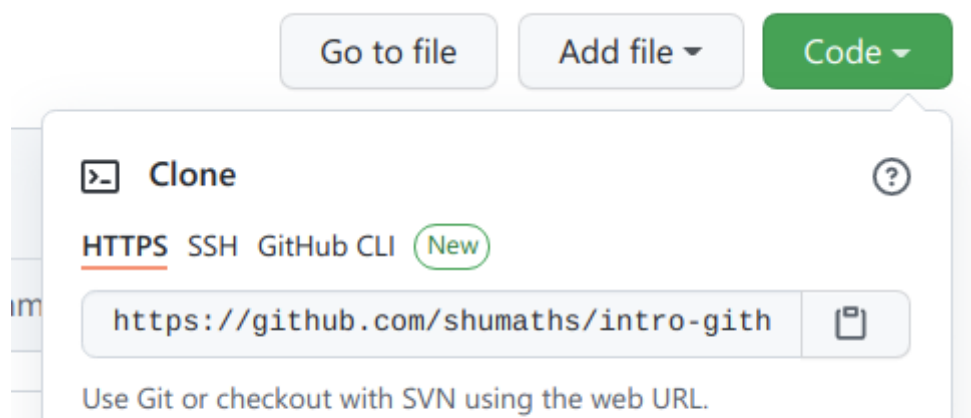 Go to file Add file Code
Clone
HTTPS SSH GitHub CLI New
https://github.com/shumaths/intro-gith
Use Git or checkout with SVN using the web URL.